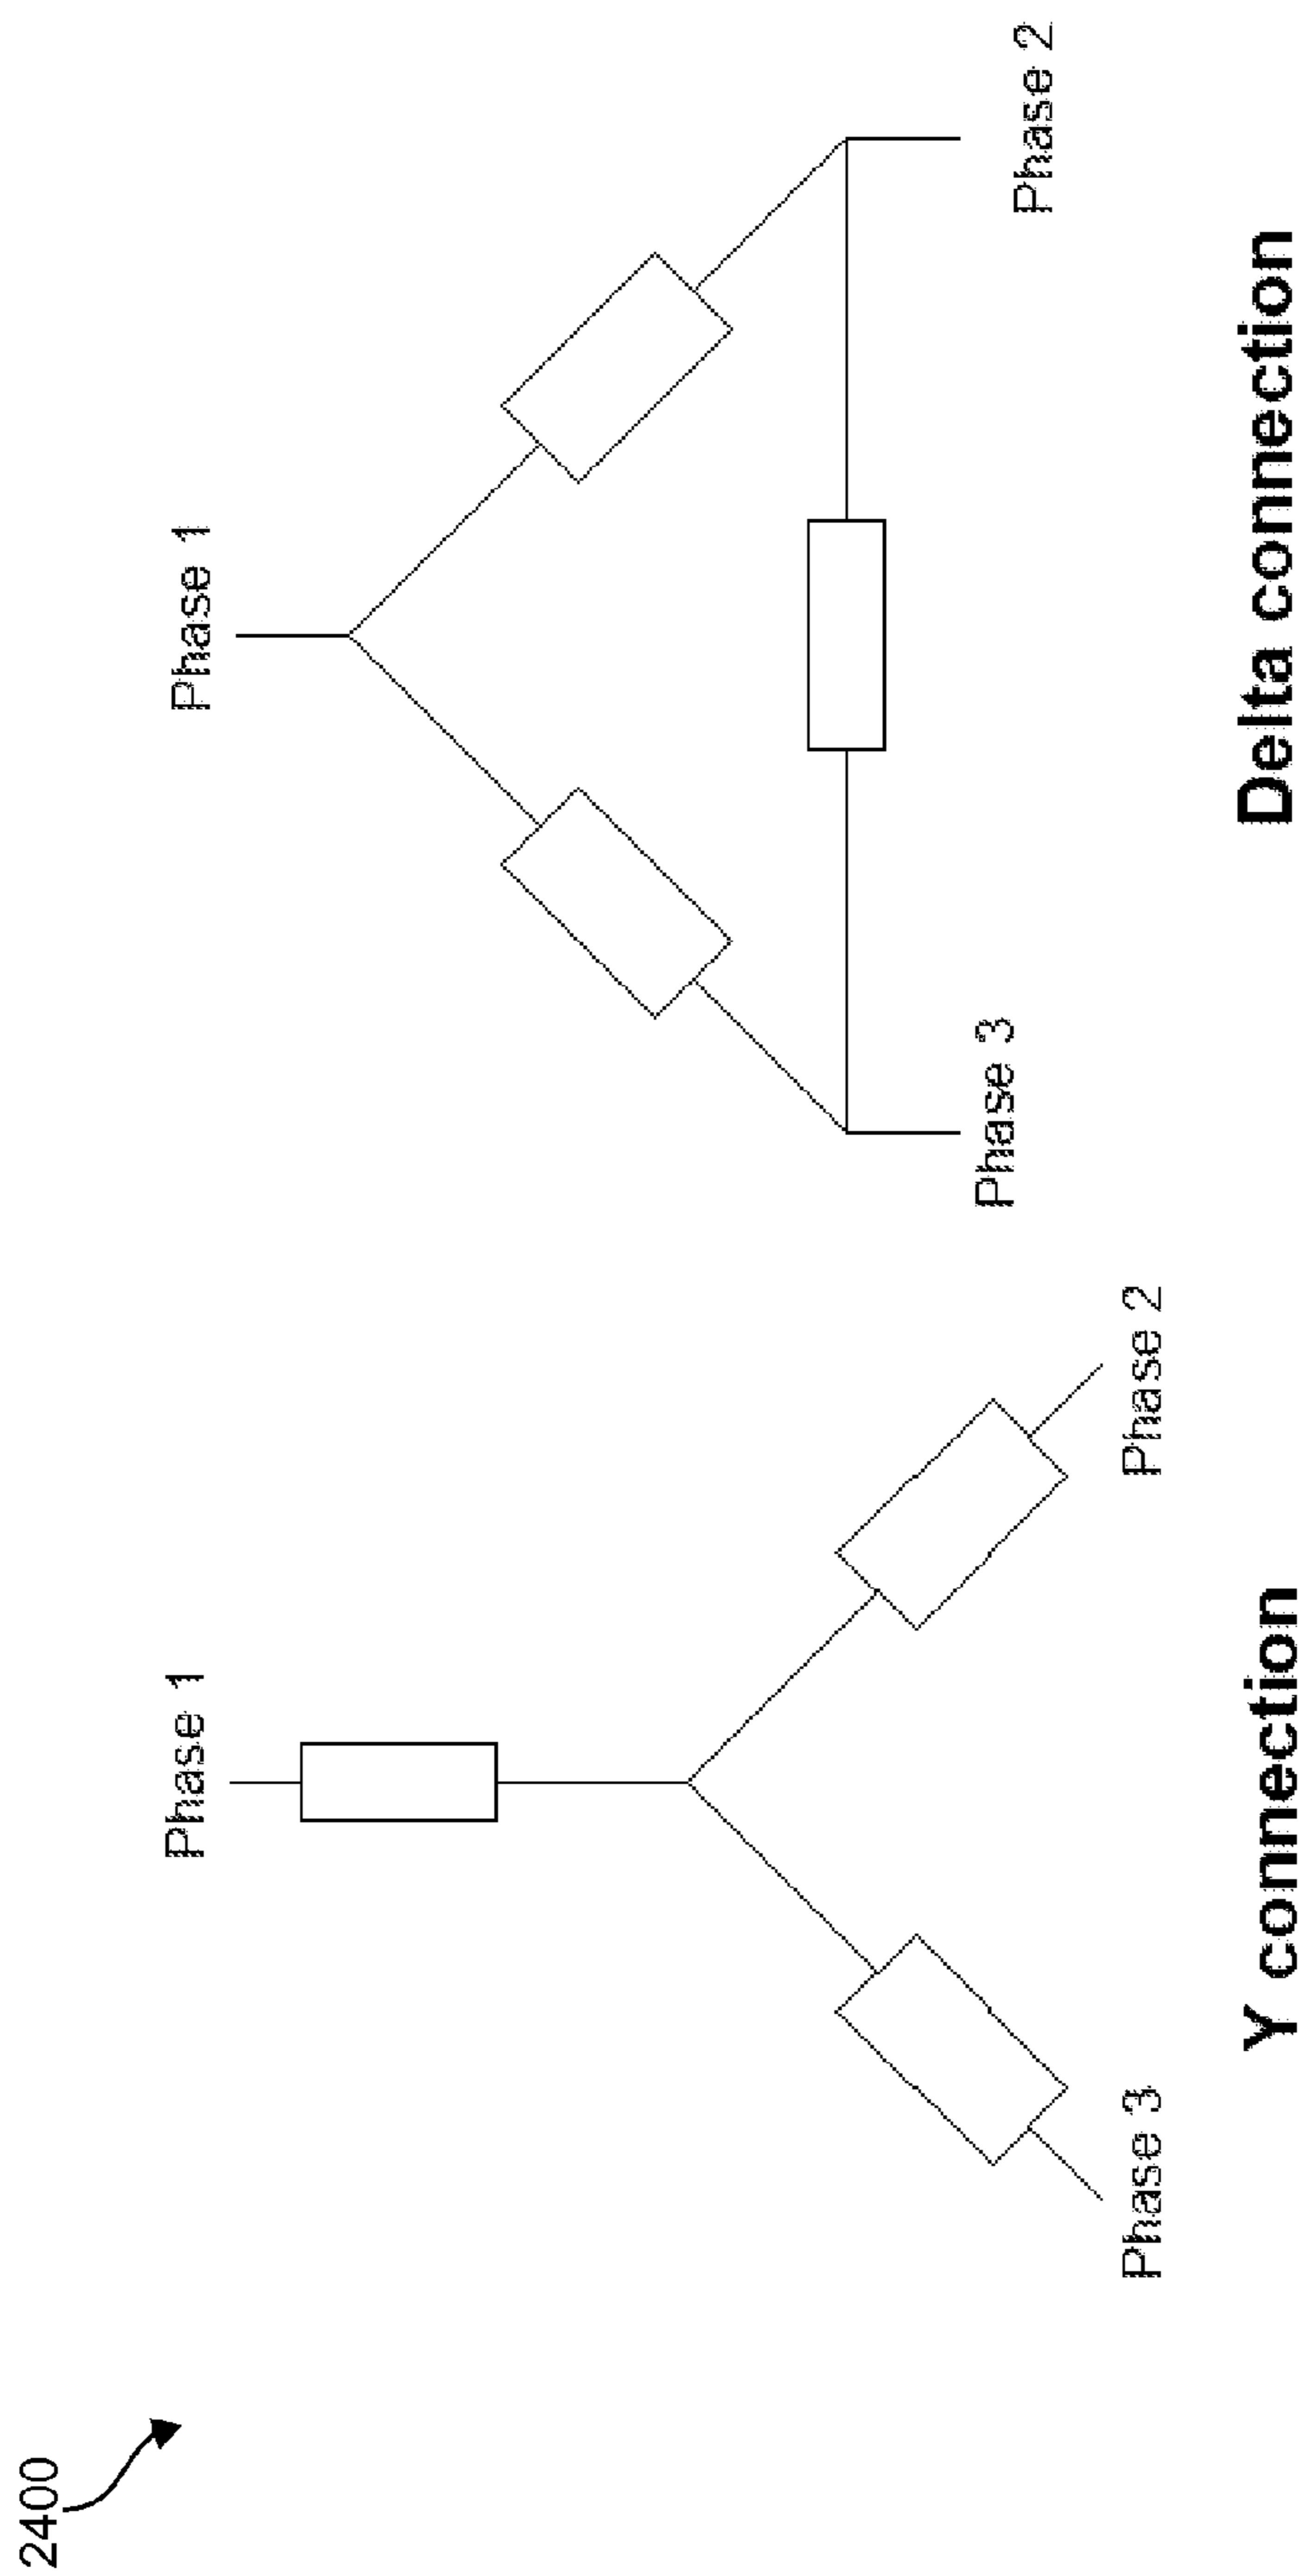 2400
Phase 1
Phase 3
Phase 2
Y connection
Phase 1
Phase 3
Phase 2
Delta connection